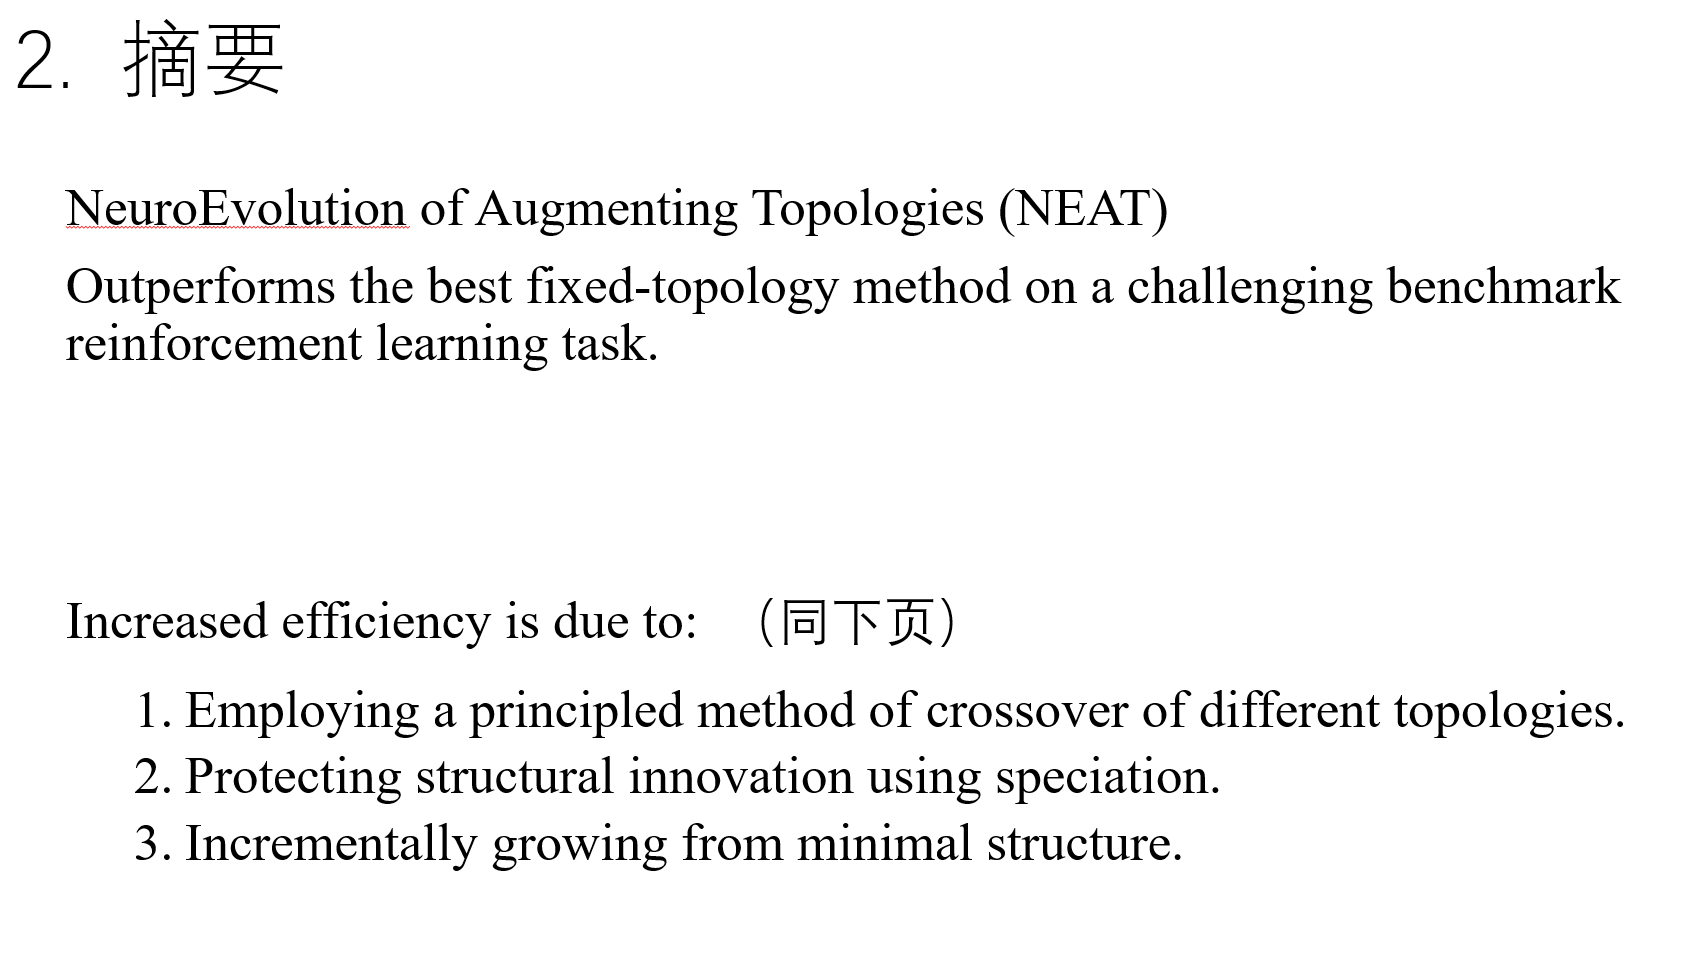 2. 摘要
NeuroEvolution of Augmenting Topologies (NEAT)
Outperforms the best fixed-topology method on a challenging benchmark
reinforcement learning task.
Increased efficiency is due to: （同下页）
1. Employing a principled method of crossover of different topologies.
2. Protecting structural innovation using speciation.
3. Incrementally growing from minimal structure.